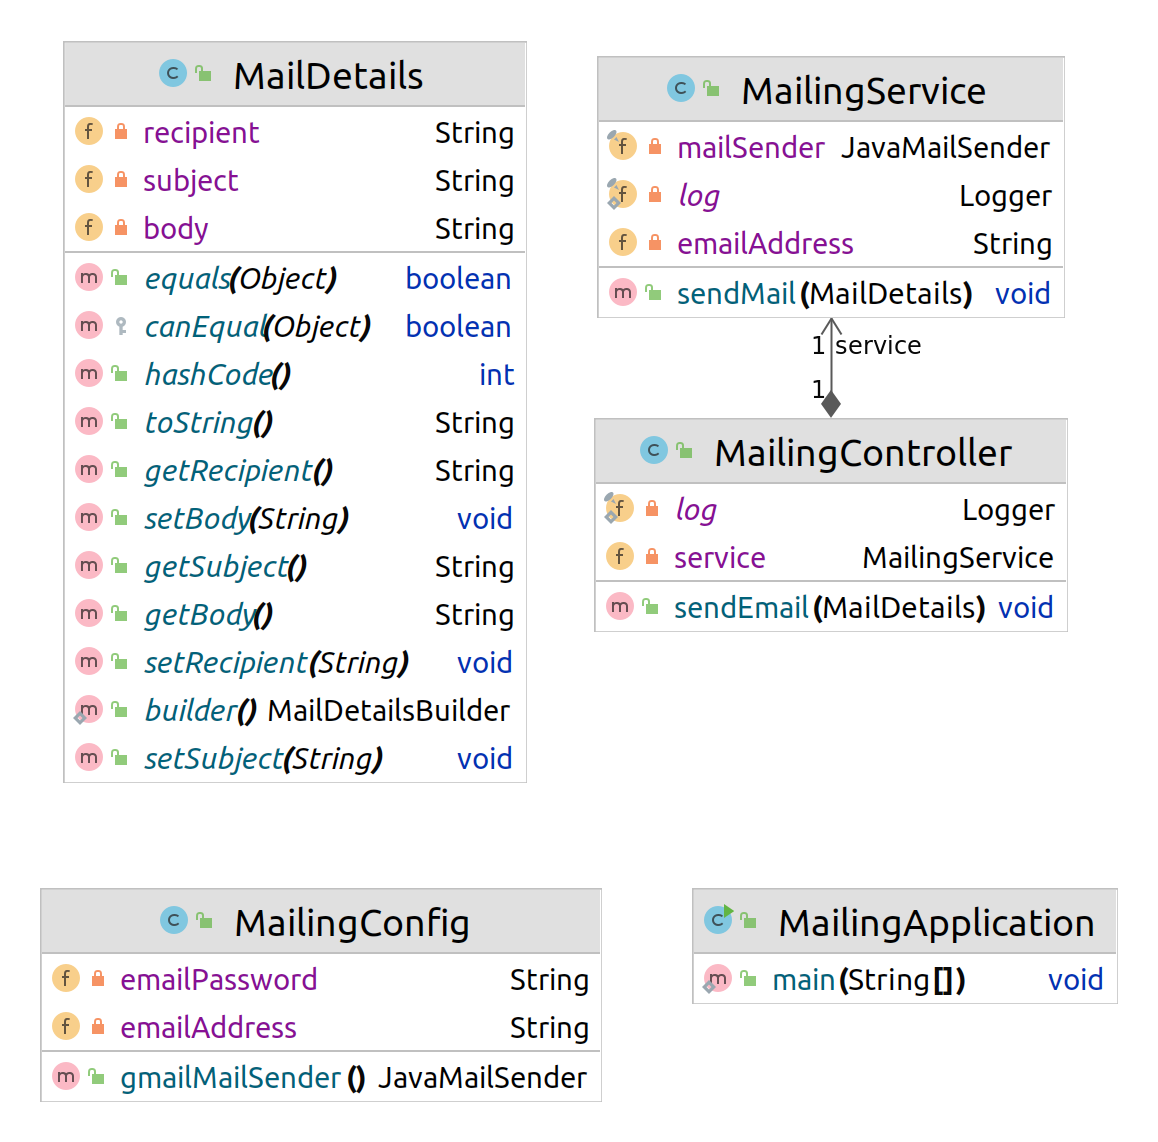 MailDetails
recipient String
subject String
body String
equals(Object) boolean
canEqual(Object) boolean
hashCode() int
toString() String
getRecipient() String
setBody(String) void
getSubject() String
getBody() String
setRecipient(String) void
builder() MailDetailsBuilder
setSubject(String) void
MailingService
mailSender JavaMailSender
log Logger
emailAddress String
sendMail(MailDetails) void
1 service
1
MailingController
log Logger
service MailingService
sendEmail(MailDetails) void
MailingConfig
emailPassword String
emailAddress String
gmailMailSender() JavaMailSender
MailingApplication
main(String[]) void